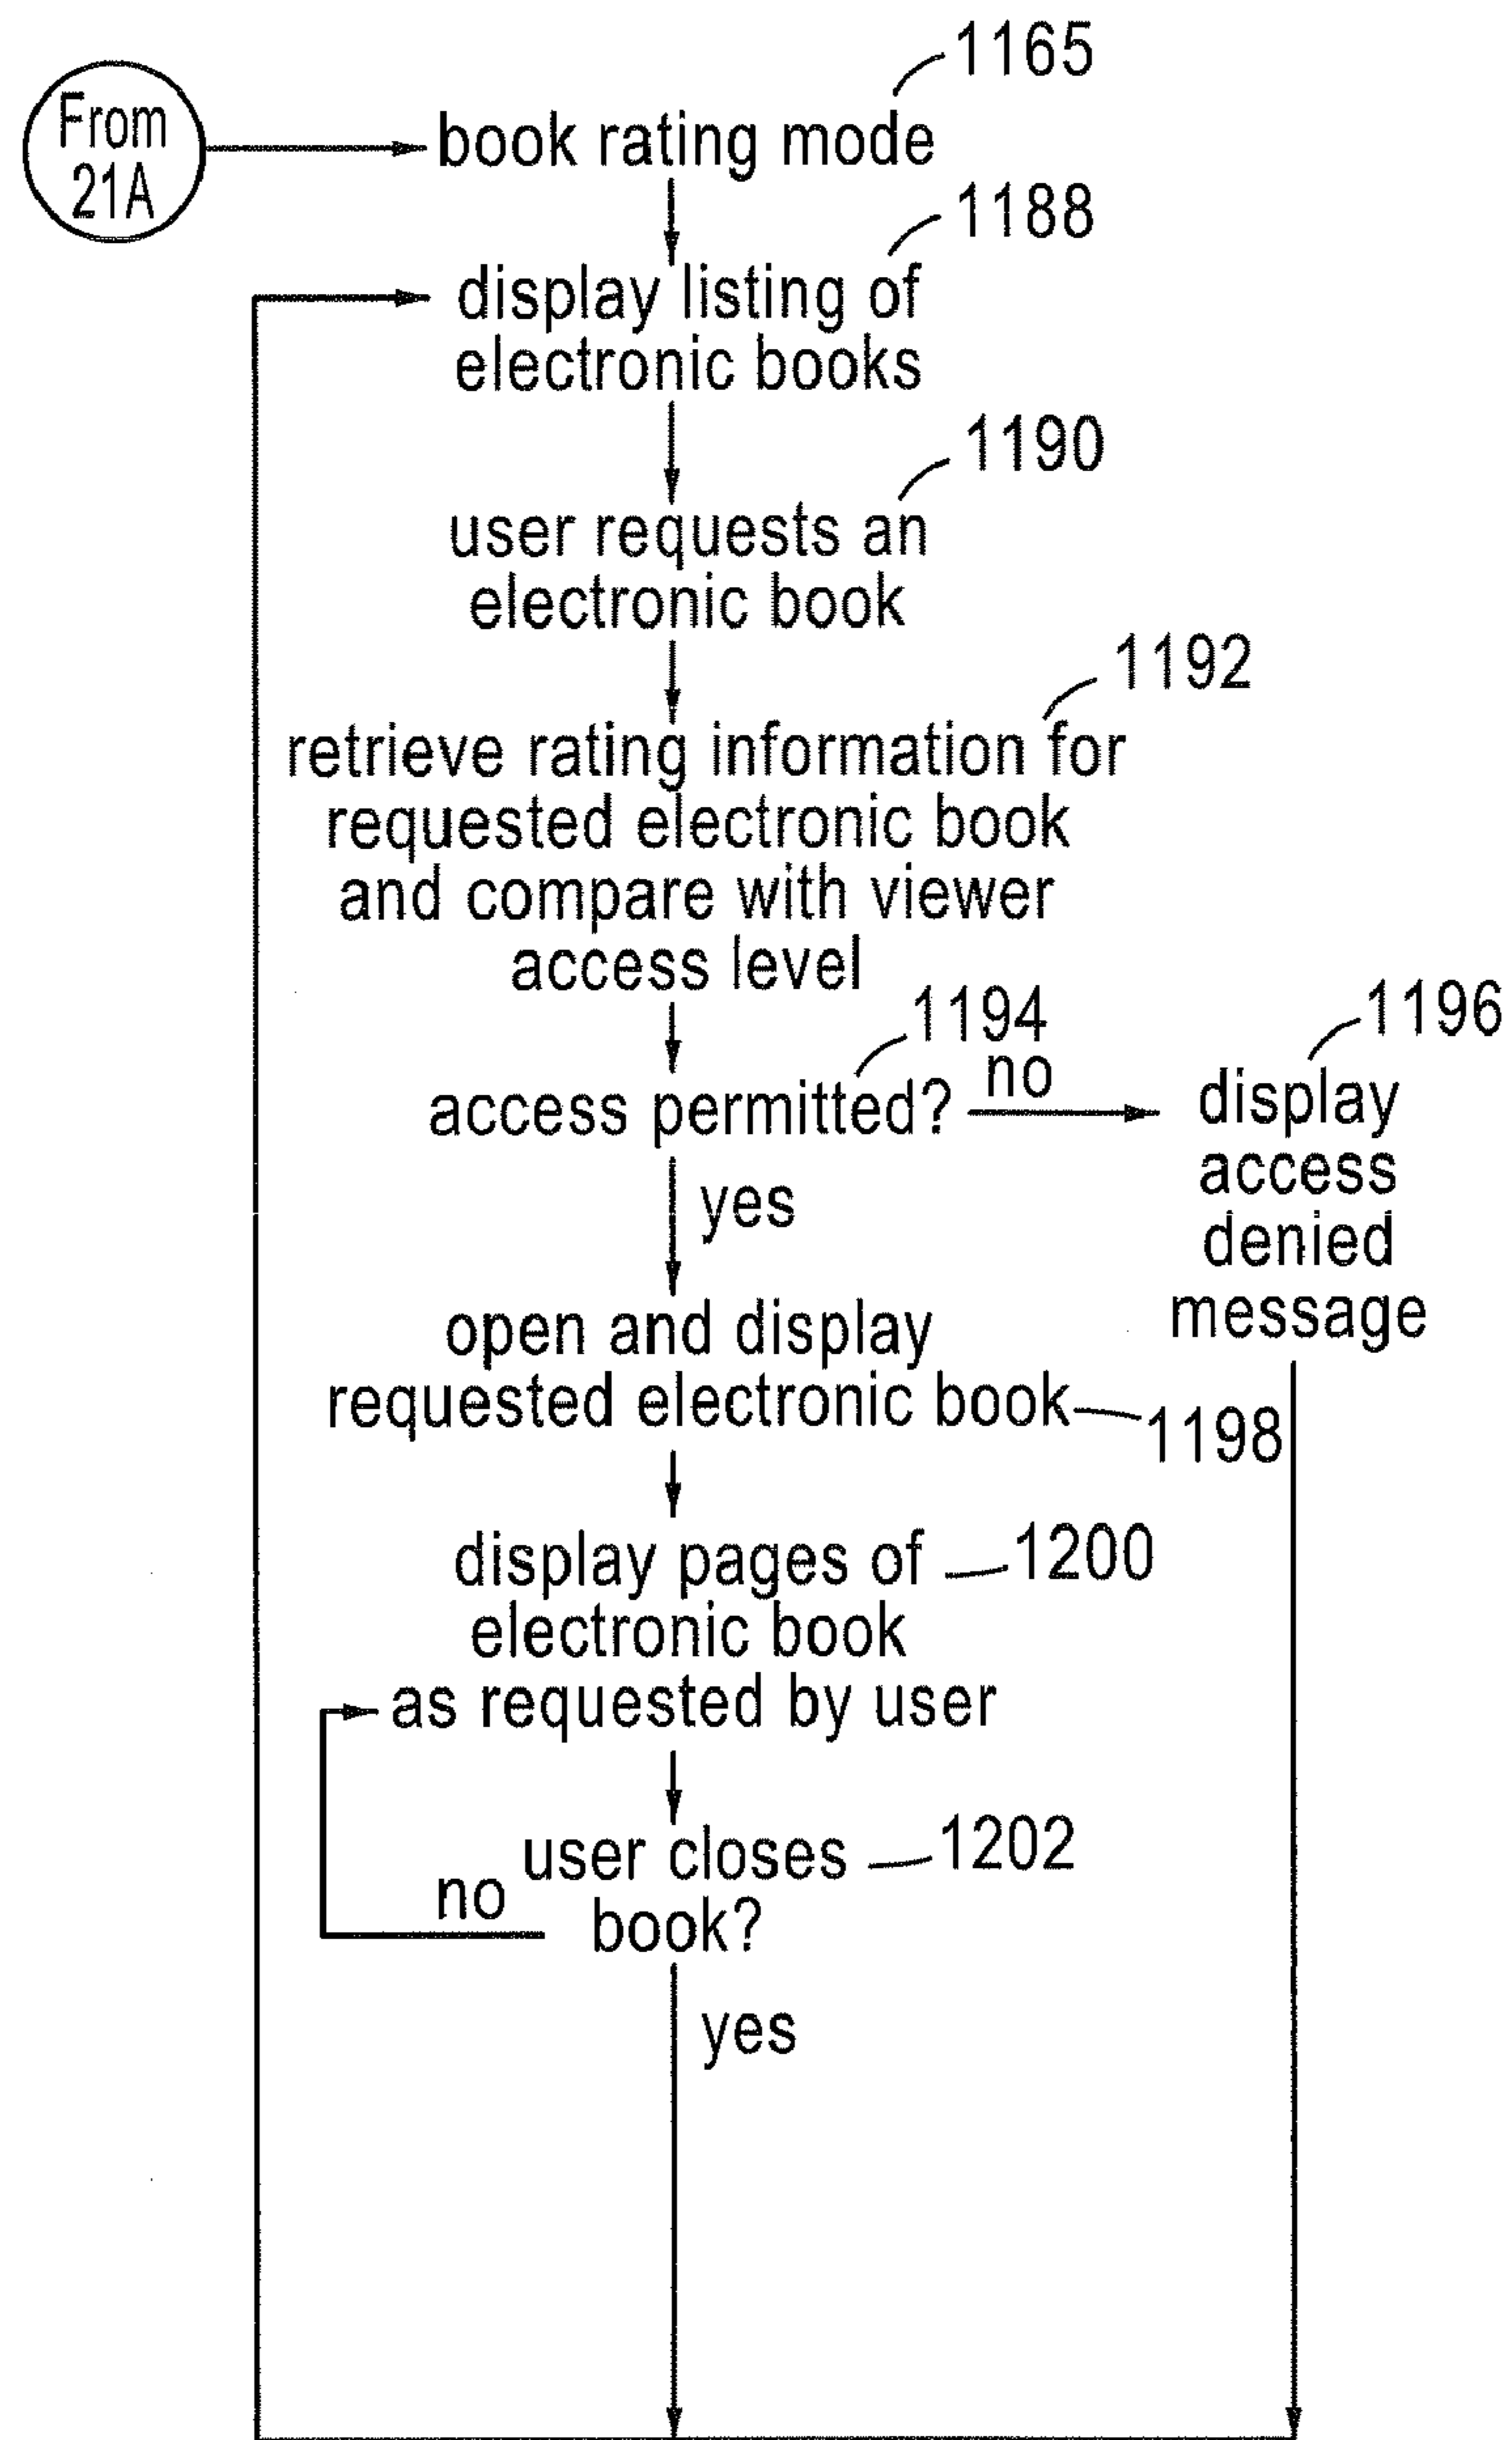 From
21A
1165
book rating mode
1188
display listing of
electronic books
1190
user requests an
electronic book
1192
retrieve rating information for
requested electronic book
and compare with viewer
access level
1194
access permitted?
no
1196
display
access
denied
message
yes
open and display
requested electronic book
1198
display pages of
1200
electronic book
as requested by user
user closes
1202
no
book?
yes